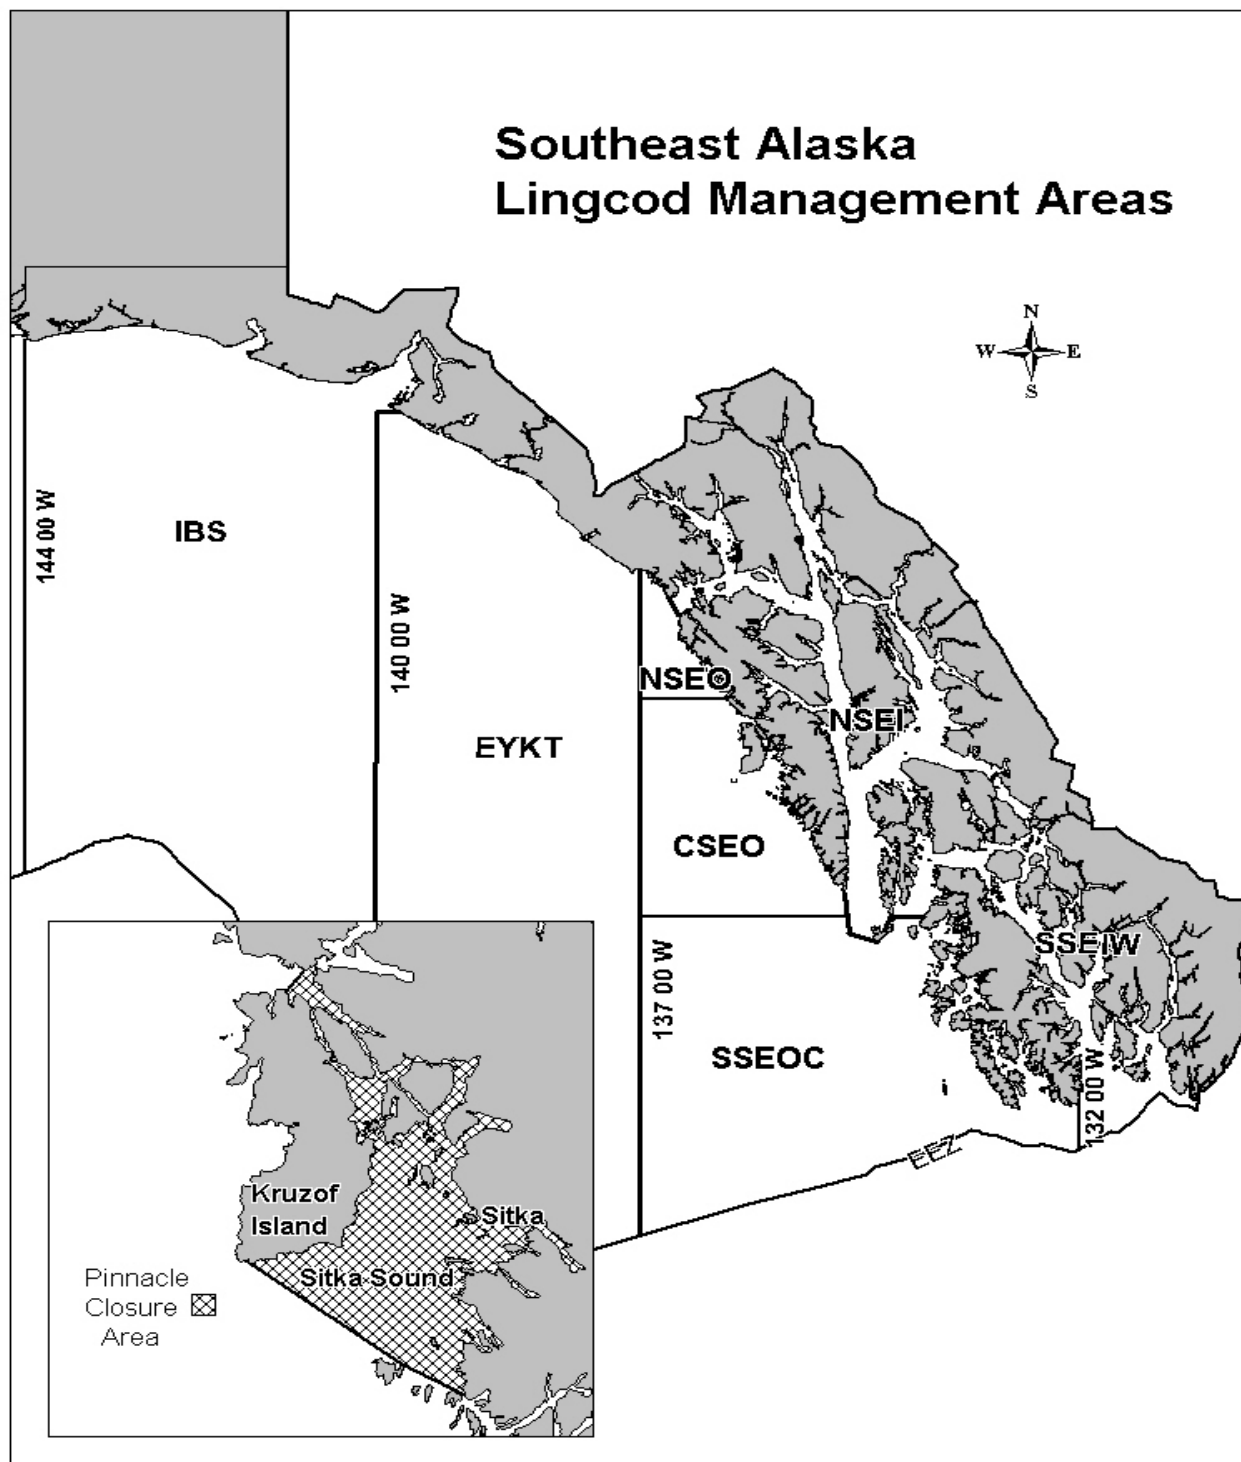 Southeast Alaska
Lingcod Management Areas
N
W E
S
144 00 W
IBS
140 00 W
EYKT
NSEO
NSEI
CSEO
SSEIW
137 00 W
SSEOC
132 00 W
EEZ
Kruzof
Island
Sitka
Sitka Sound
Pinnacle
Closure
Area